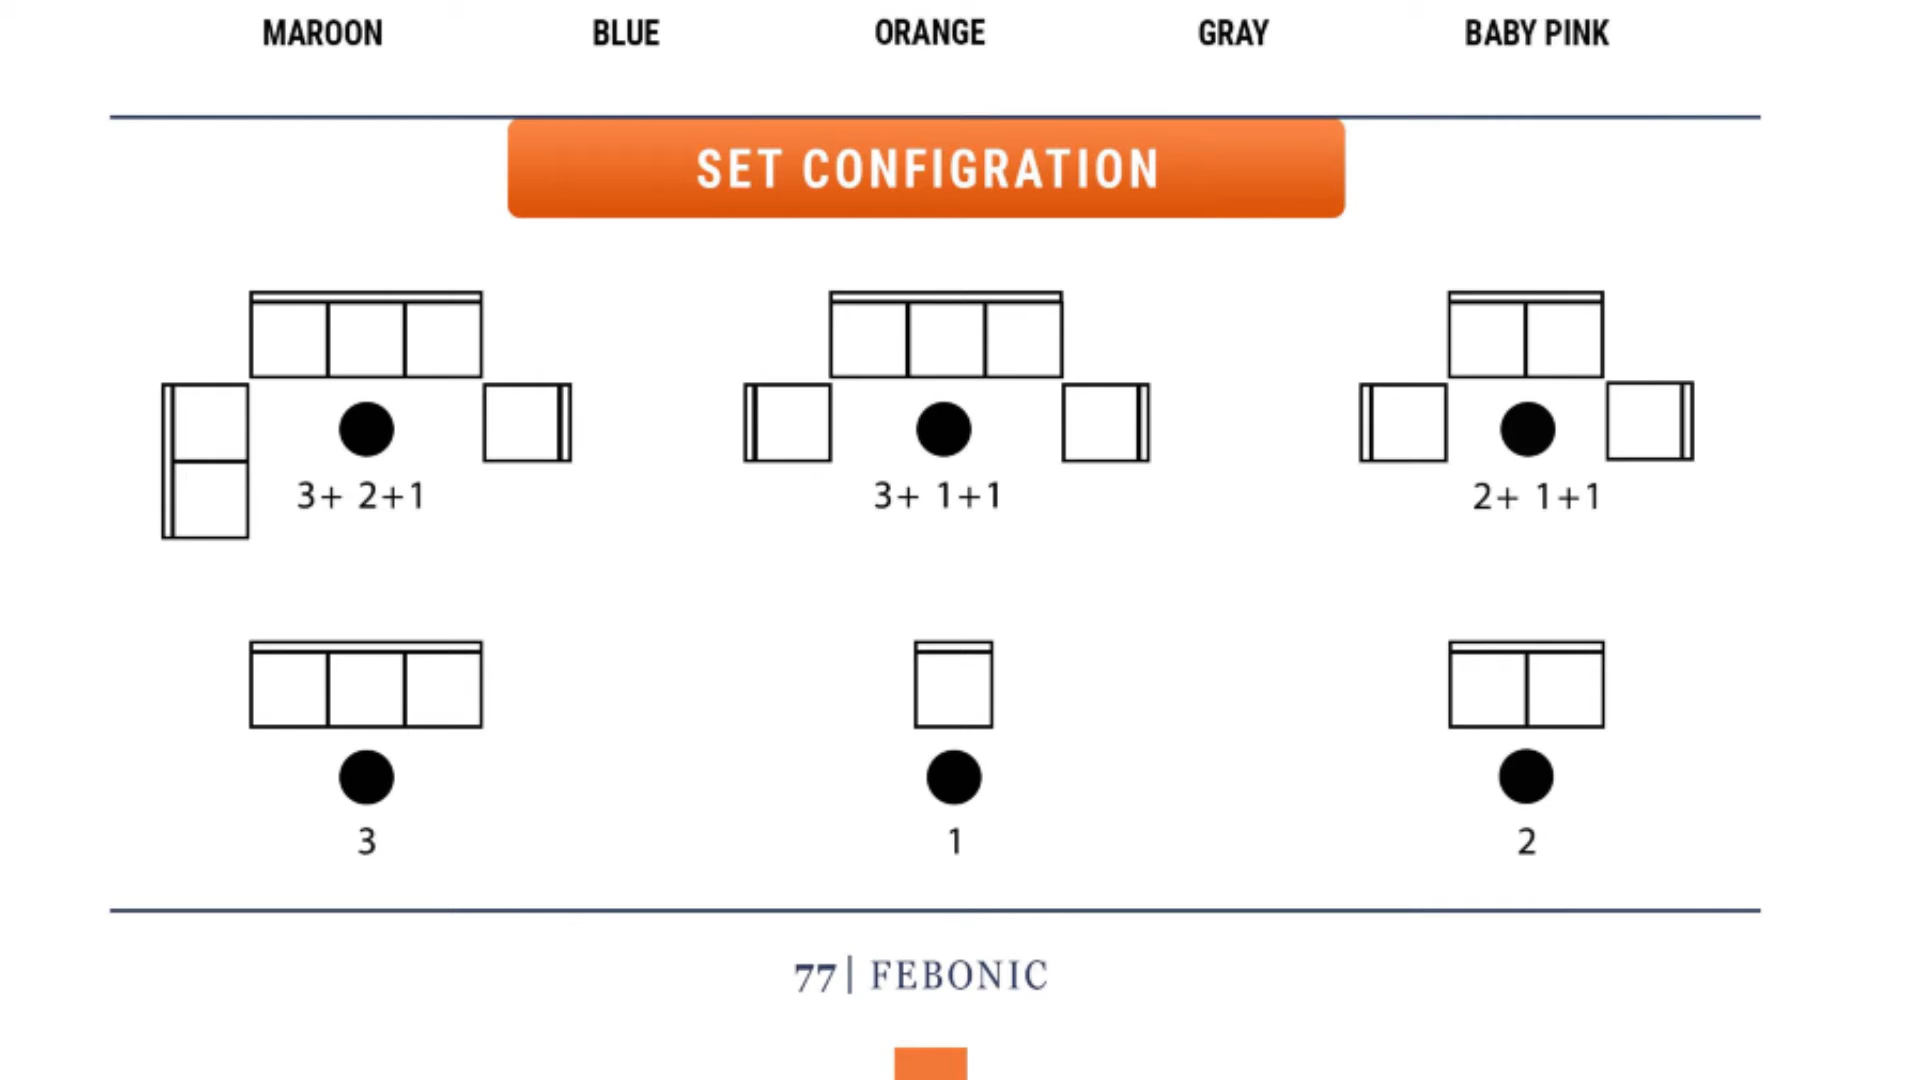 MAROON BLUE ORANGE GRAY BABY PINK
SET CONFIGRATION
3+ 2+1 3+ 1+1 2+ 1+1
3 1 2
77| FEBONIC